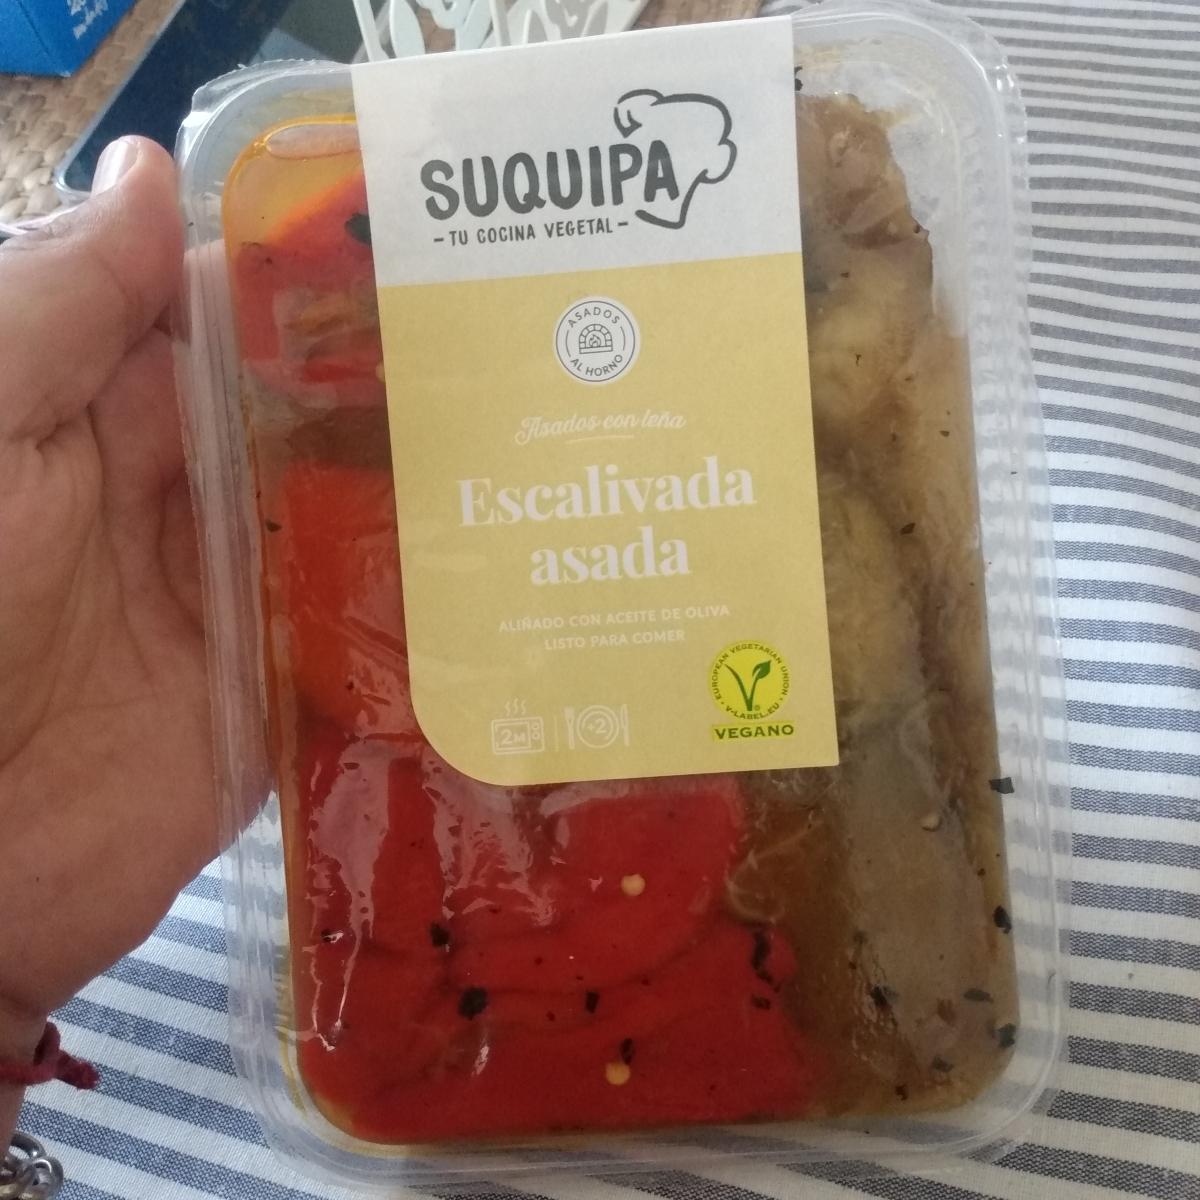 SUQUIPA
-TU COCINA VEGETAL-
ASADOS
AL HORNO
Asados con leña
Escalivada
asada
ALIÑADO CON ACEITE DE OLIVA
LISTO PARA COMER
2M
+2
EUROPEAN VEGETARIAN UNION
V-LABEL.EU
VEGANO